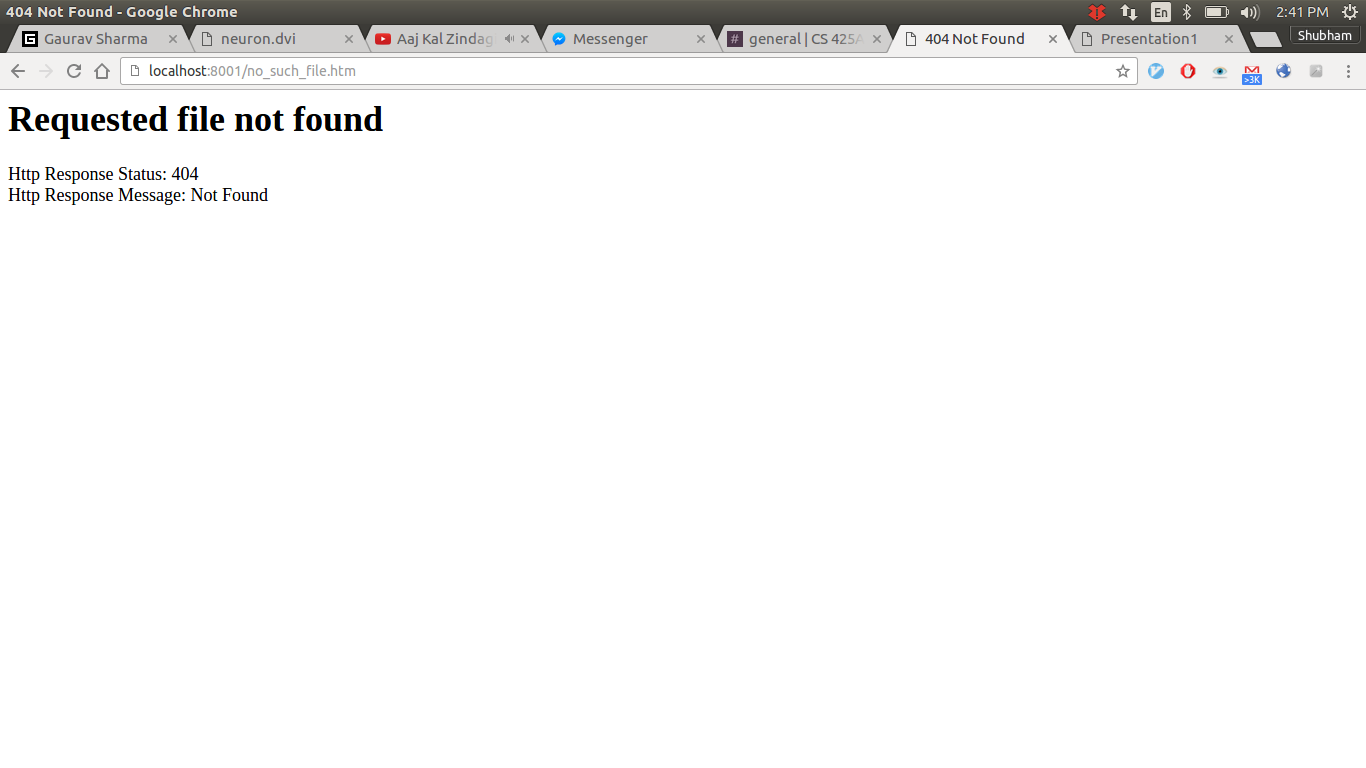 404 Not Found - Google Chrome
En
2:41 PM
Gaurav Sharma
neuron.dvi
Aaj Kal Zindag
Messenger
# general | CS 425A
404 Not Found
Presentation1
Shubham
localhost:8001/no_such_file.htm
>3K
Requested file not found
Http Response Status: 404
Http Response Message: Not Found